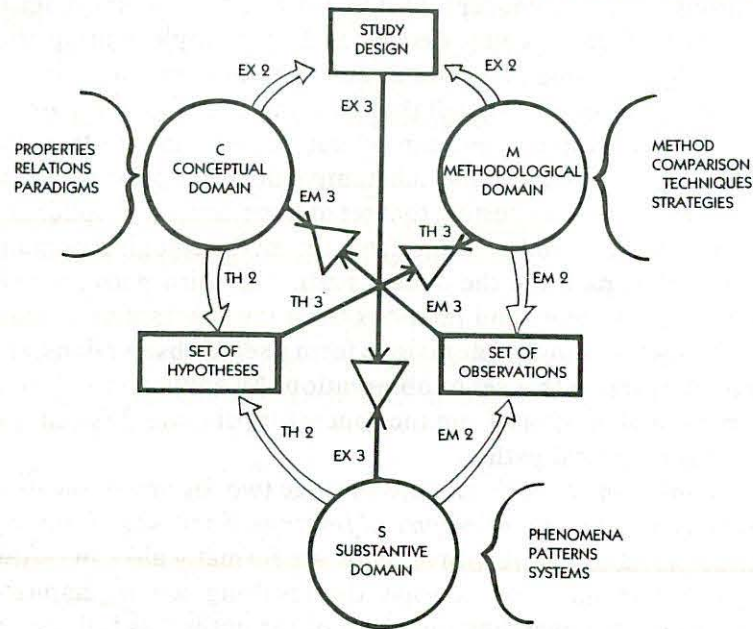 STUDY
DESIGN
EX 2
EX 2
EX 3
PROPERTIES
RELATIONS
PARADIGMS
C
CONCEPTUAL
DOMAIN
M
METHODOLOGICAL
DOMAIN
METHOD
COMPARISON
TECHNIQUES
STRATEGIES
EM 3
TH 3
TH 2
EM 2
TH 3
EM 3
SET OF
HYPOTHESES
SET OF
OBSERVATIONS
TH 2
EM 2
EX 3
S
SUBSTANTIVE
DOMAIN
PHENOMENA
PATTERNS
SYSTEMS